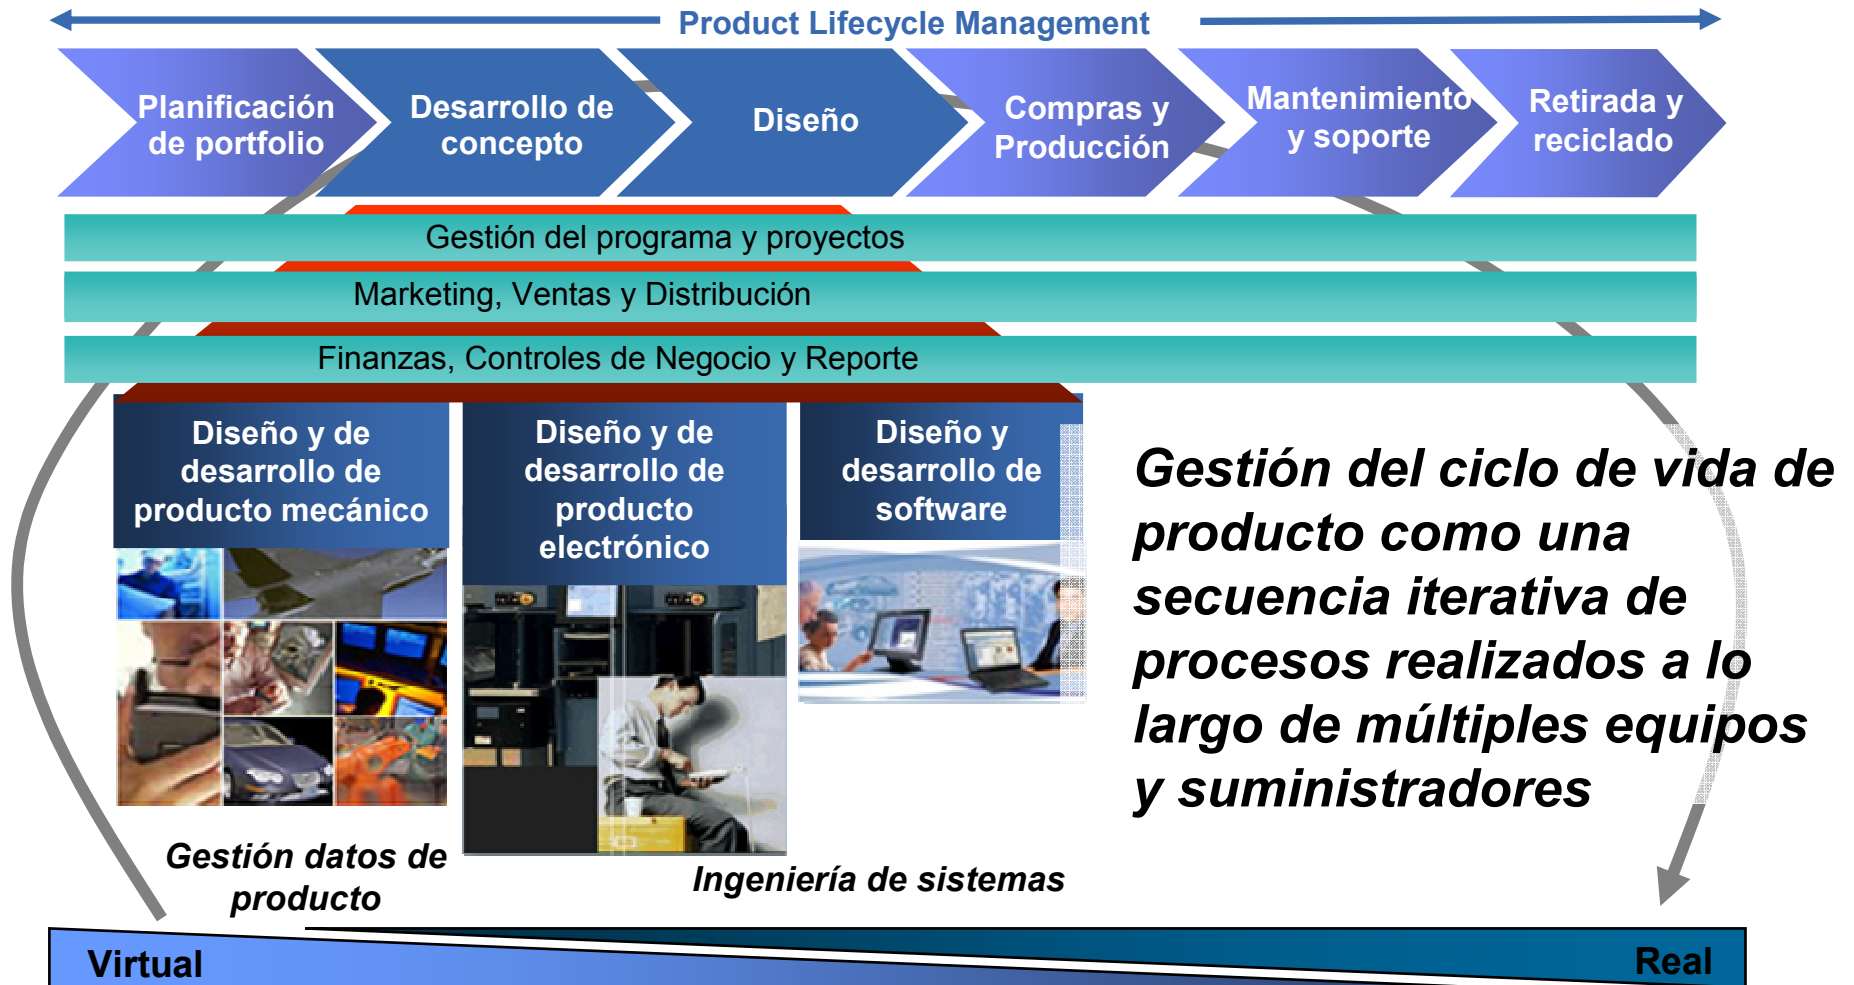 Product Lifecycle Management
Planificación
de portfolio
Desarrollo de
concepto
Diseño
Compras y
Producción
Mantenimiento
y soporte
Retirada y
reciclado
Gestión del programa y proyectos
Marketing, Ventas y Distribución
Finanzas, Controles de Negocio y Reporte
Diseño y de
desarrollo de
producto mecánico
Diseño y de
desarrollo de
producto
electrónico
Diseño y
desarrollo de
software
Gestión del ciclo de vida de
producto como una
secuencia iterativa de
procesos realizados a lo
largo de múltiples equipos
y suministradores
Gestión datos de
producto
Ingeniería de sistemas
Virtual
Real